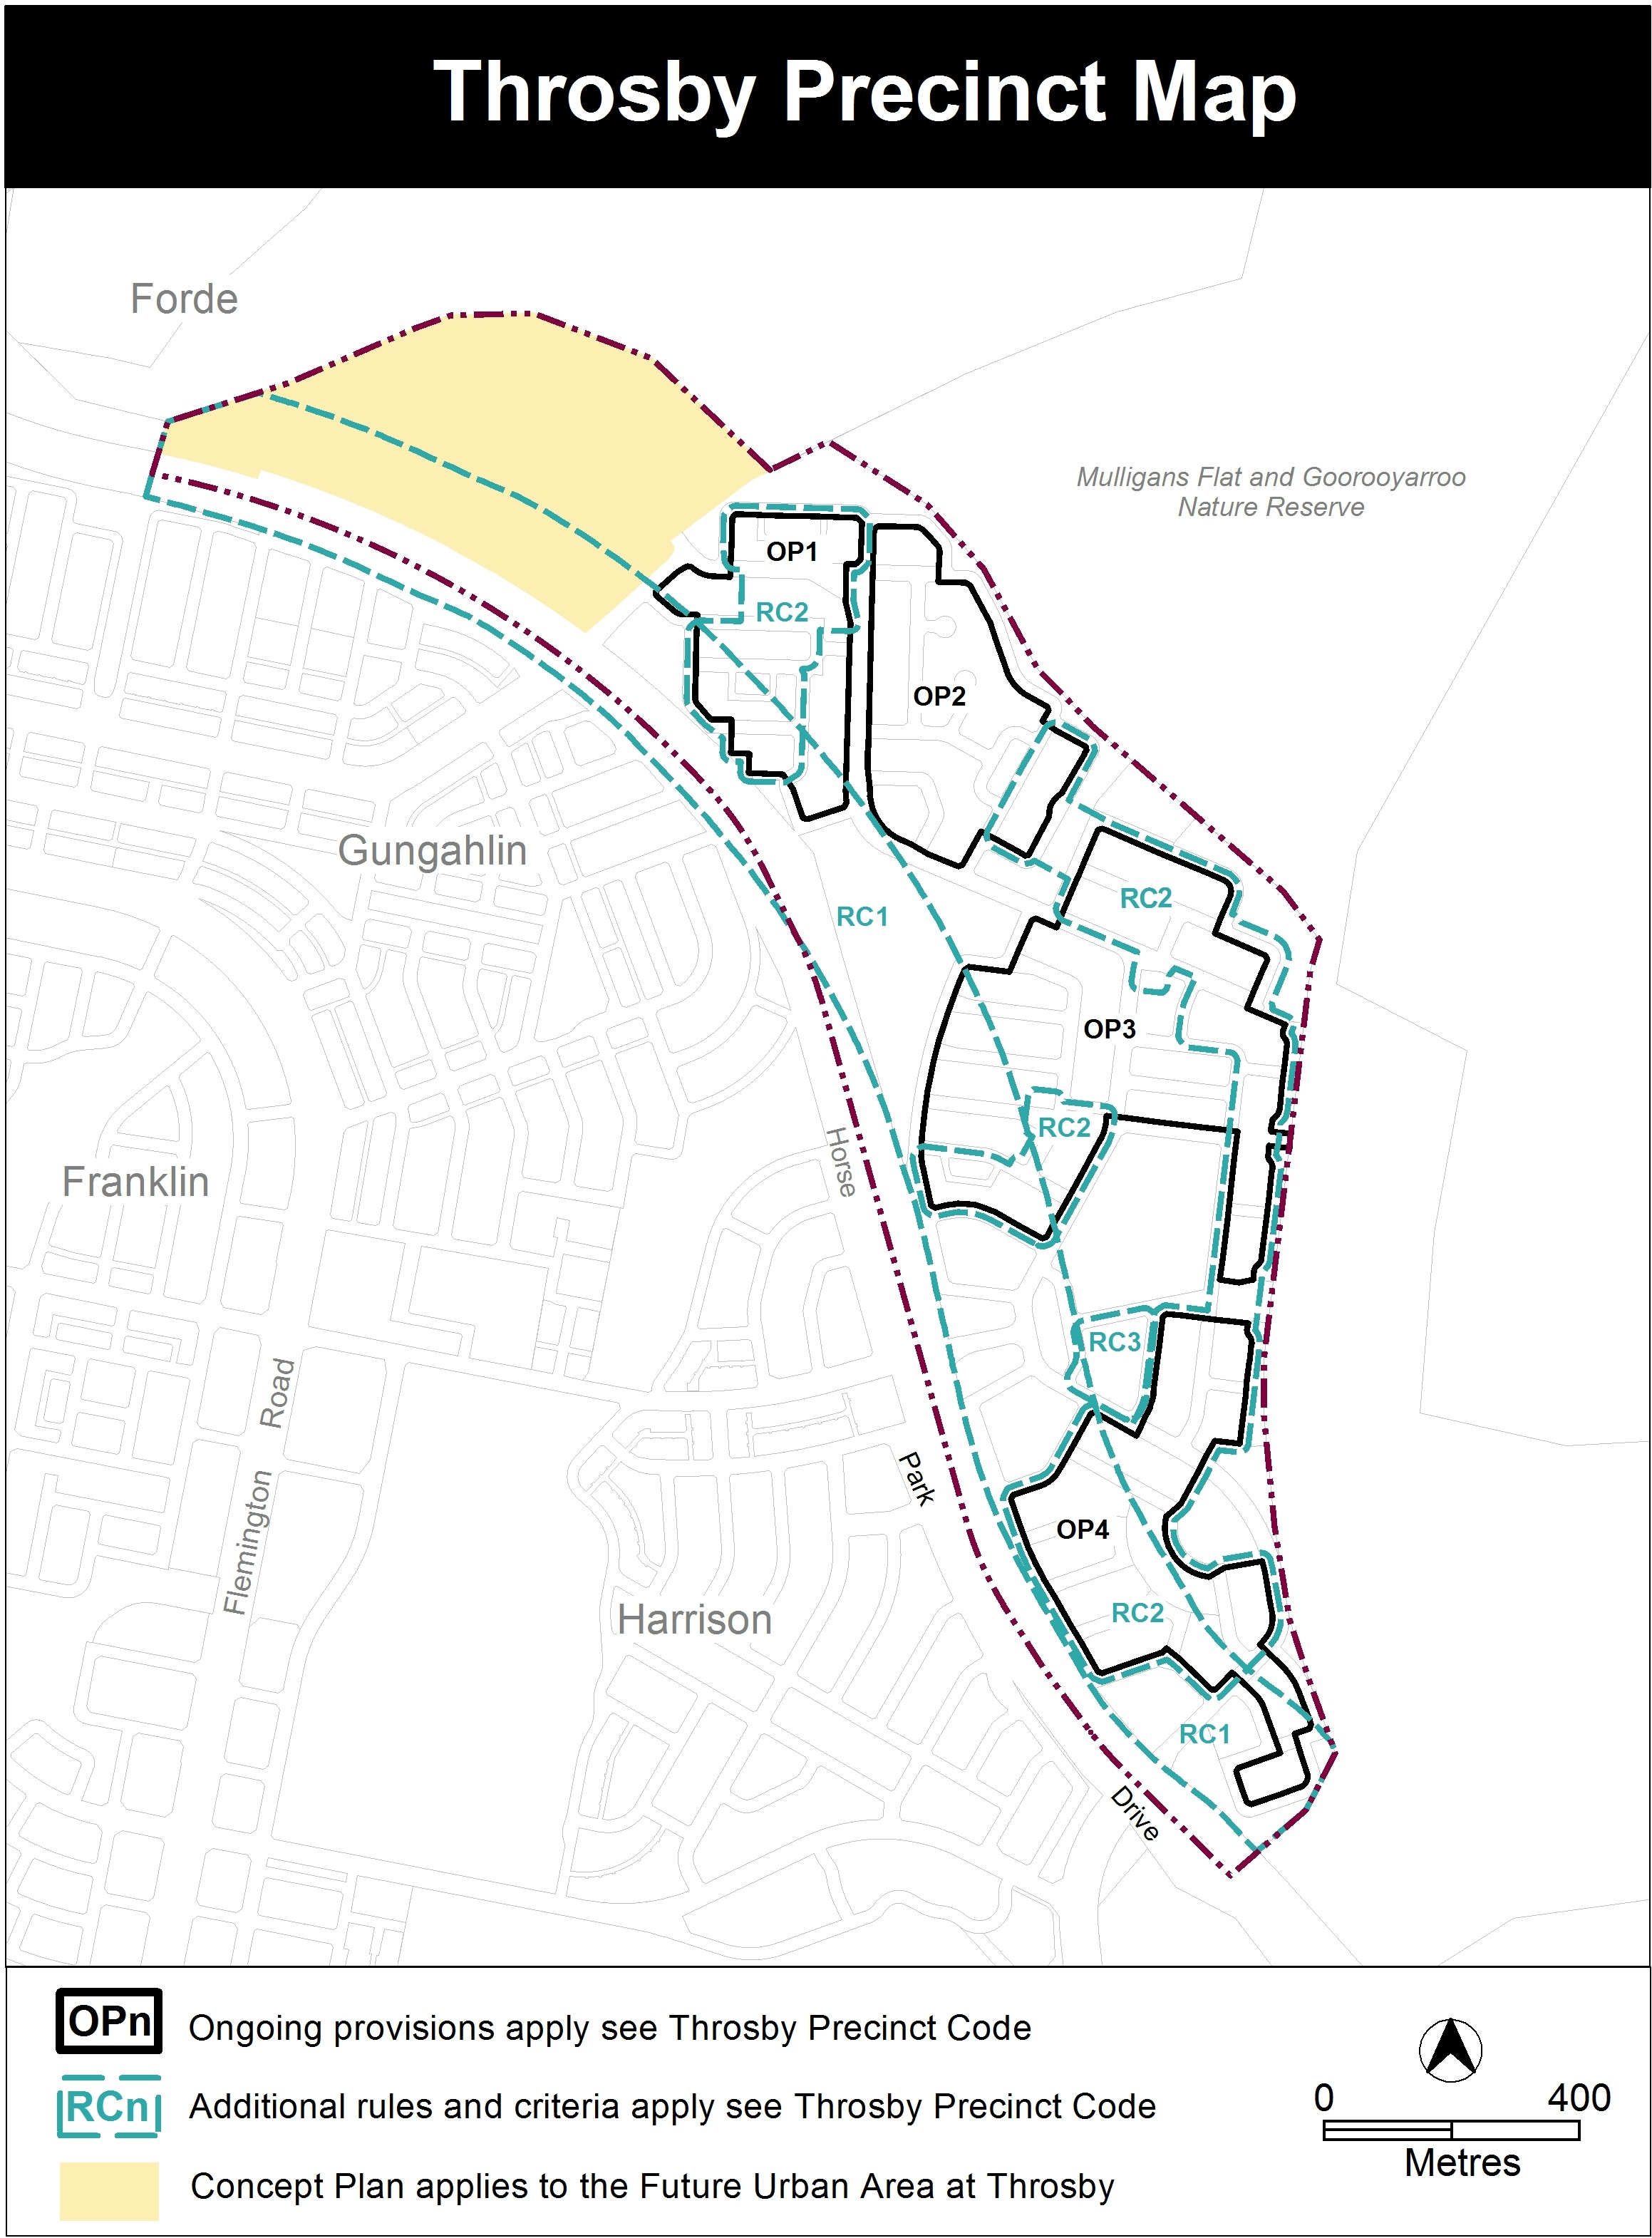 Throsby Precinct Map
Forde
Mulligans Flat and Goorooyarroo
Nature Reserve
OP1
RC2
OP2
Gungahlin
RC2
RC1
OP3
RC2
Horse
Franklin
RC3
Road
Park
Flemington
OP4
RC2
Harrison
RC1
Drive
OPn
Ongoing provisions apply see Throsby Precinct Code
RCn
Additional rules and criteria apply see Throsby Precinct Code
Concept Plan applies to the Future Urban Area at Throsby
0 400
Metres